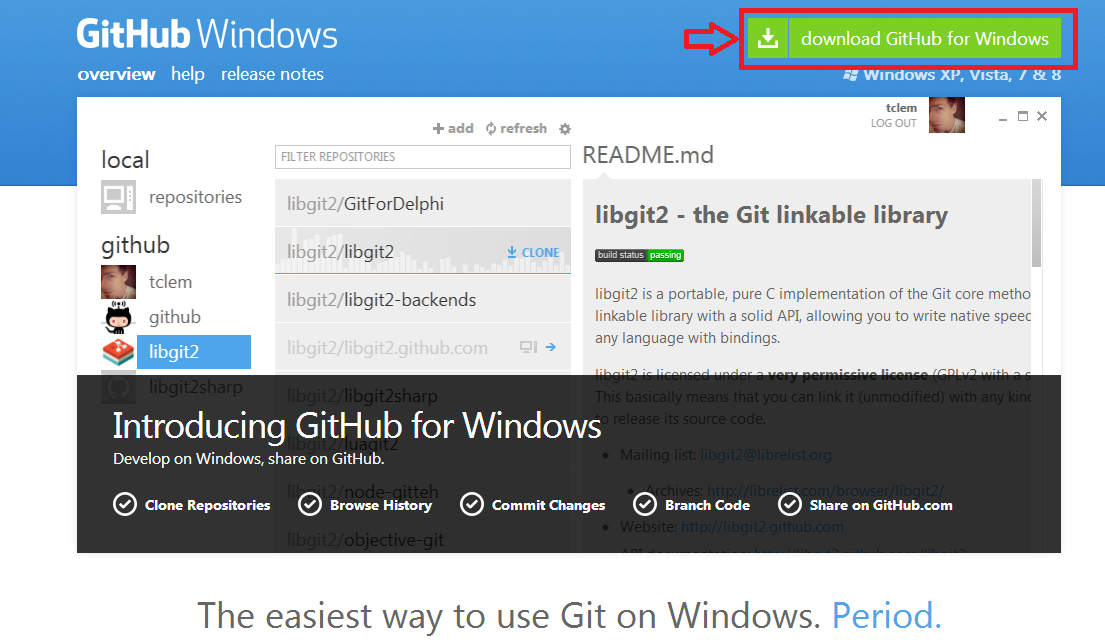 GitHub Windows
download GitHub for Windows
overview help release notes
Windows XP, Vista, 7 & 8
tclem
LOG OUT
add refresh
local
repositories
github
tclem
github
libgit2
libgit2sharp
FILTER REPOSITORIES
libgit2/GitForDelphi
libgit2/libgit2 CLONE
libgit2/libgit2-backends
libgit2/libgit2.github.com
libgit2/libgit2sharp
libgit2/luagit2
libgit2/node-gitteh
libgit2/objective-git
README.md
libgit2 - the Git linkable library
build status passing
libgit2 is a portable, pure C implementation of the Git core metho
linkable library with a solid API, allowing you to write native speed
any language with bindings.
libgit2 is licensed under a very permissive license (GPLv2 with a s
This basically means that you can link it (unmodified) with any kind
to release its source code.
Mailing list: libgit2@librelist.org
Archives: http://librelist.com/browser/libgit2/
Website: http://libgit2.github.com
API documentation: http://libgit2.github.com/libgit2
Introducing GitHub for Windows
Develop on Windows, share on GitHub.
Clone Repositories Browse History Commit Changes Branch Code Share on GitHub.com
The easiest way to use Git on Windows. Period.